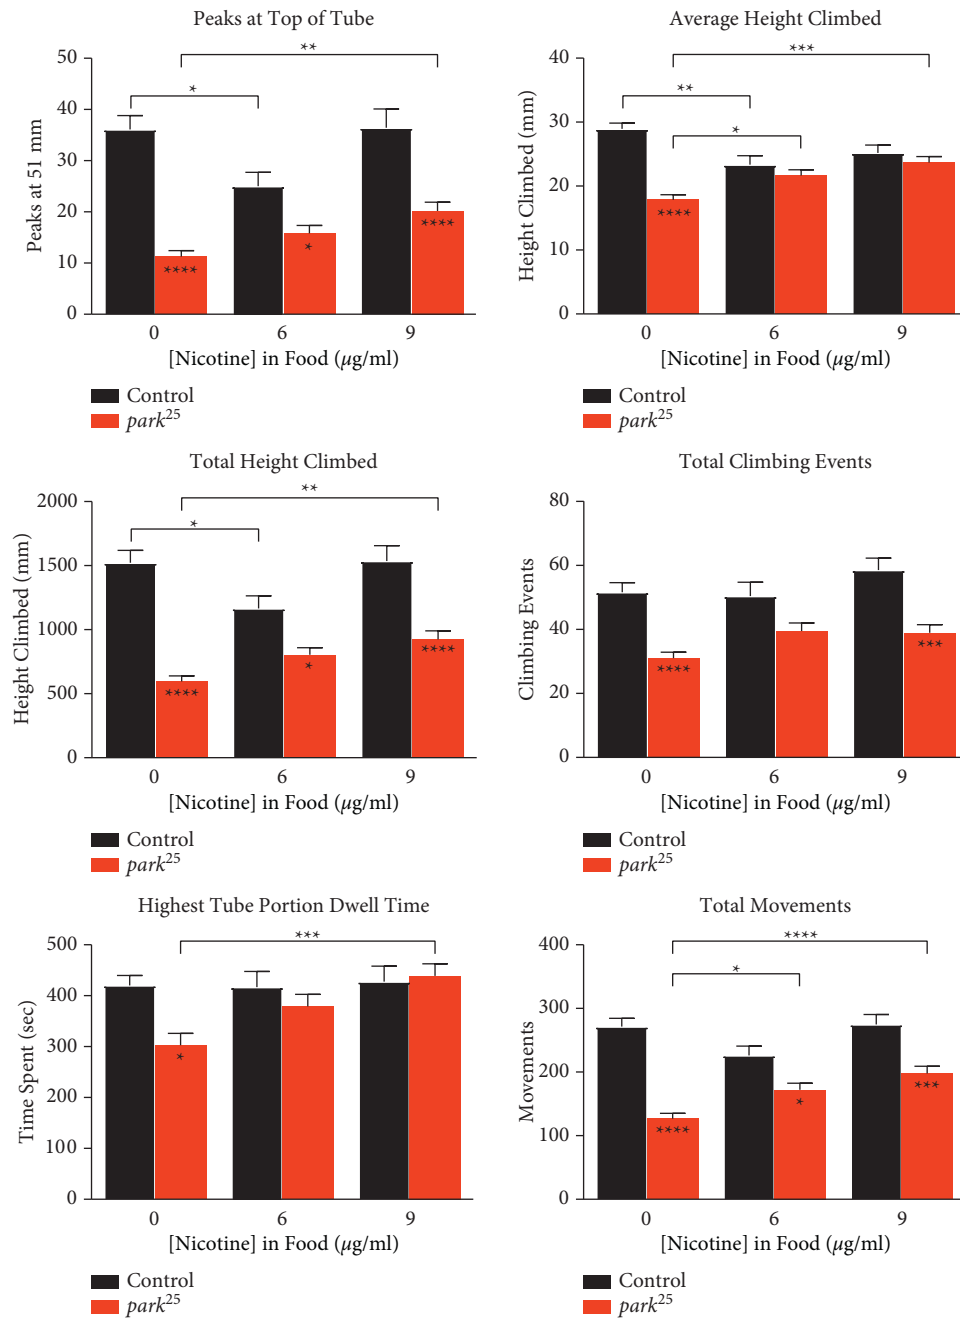 Peaks at Top of Tube
Peaks at 51 mm
50
40
30
20
10
0
**
*
****
*
****
0 6 9
[Nicotine] in Food (µg/ml)
Control
park25
Average Height Climbed
Height Climbed (mm)
40
30
20
10
0
***
**
*
****
0 6 9
[Nicotine] in Food (µg/ml)
Control
park25
Total Height Climbed
Height Climbed (mm)
2000
1500
1000
500
0
**
*
****
*
****
0 6 9
[Nicotine] in Food (µg/ml)
Control
park25
Total Climbing Events
Climbing Events
80
60
40
20
0
****
***
0 6 9
[Nicotine] in Food (µg/ml)
Control
park25
Highest Tube Portion Dwell Time
Time Spent (sec)
500
400
300
200
100
0
***
*
0 6 9
[Nicotine] in Food (µg/ml)
Control
park25
Total Movements
Movements
400
300
200
100
0
****
*
****
*
***
0 6 9
[Nicotine] in Food (µg/ml)
Control
park25